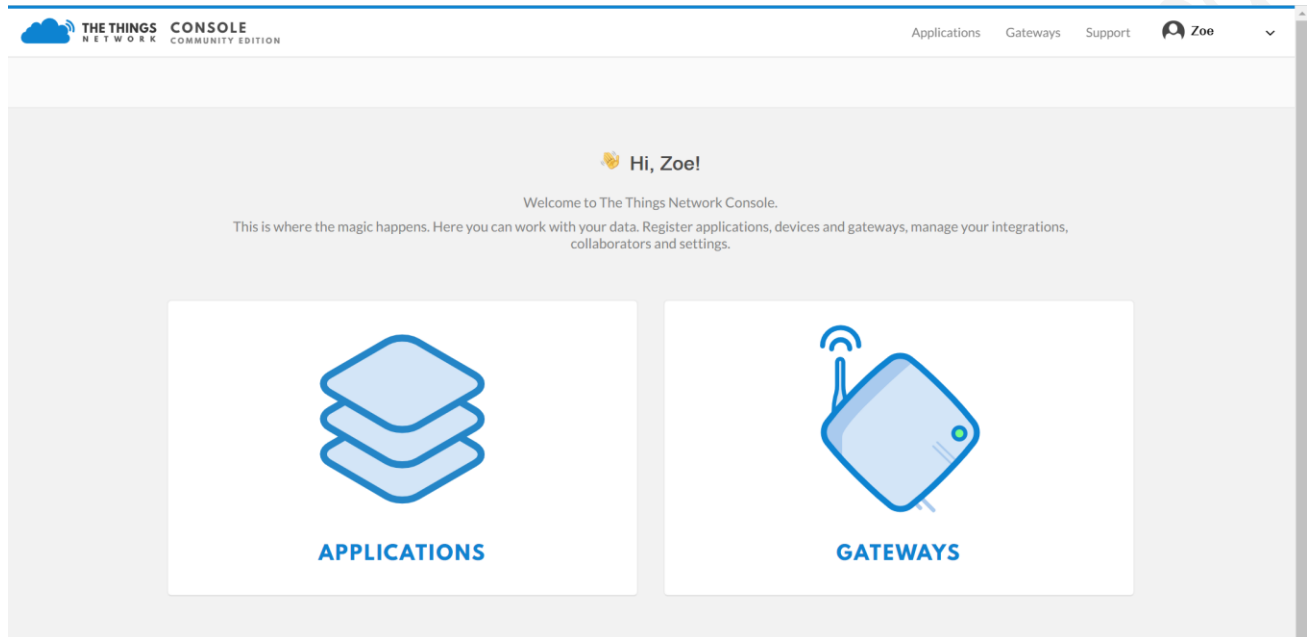 THE THINGS NETWORK CONSOLE COMMUNITY EDITION
Applications Gateways Support Zoe
👋 Hi, Zoe!
Welcome to The Things Network Console.
This is where the magic happens. Here you can work with your data. Register applications, devices and gateways, manage your integrations,
collaborators and settings.
APPLICATIONS
GATEWAYS